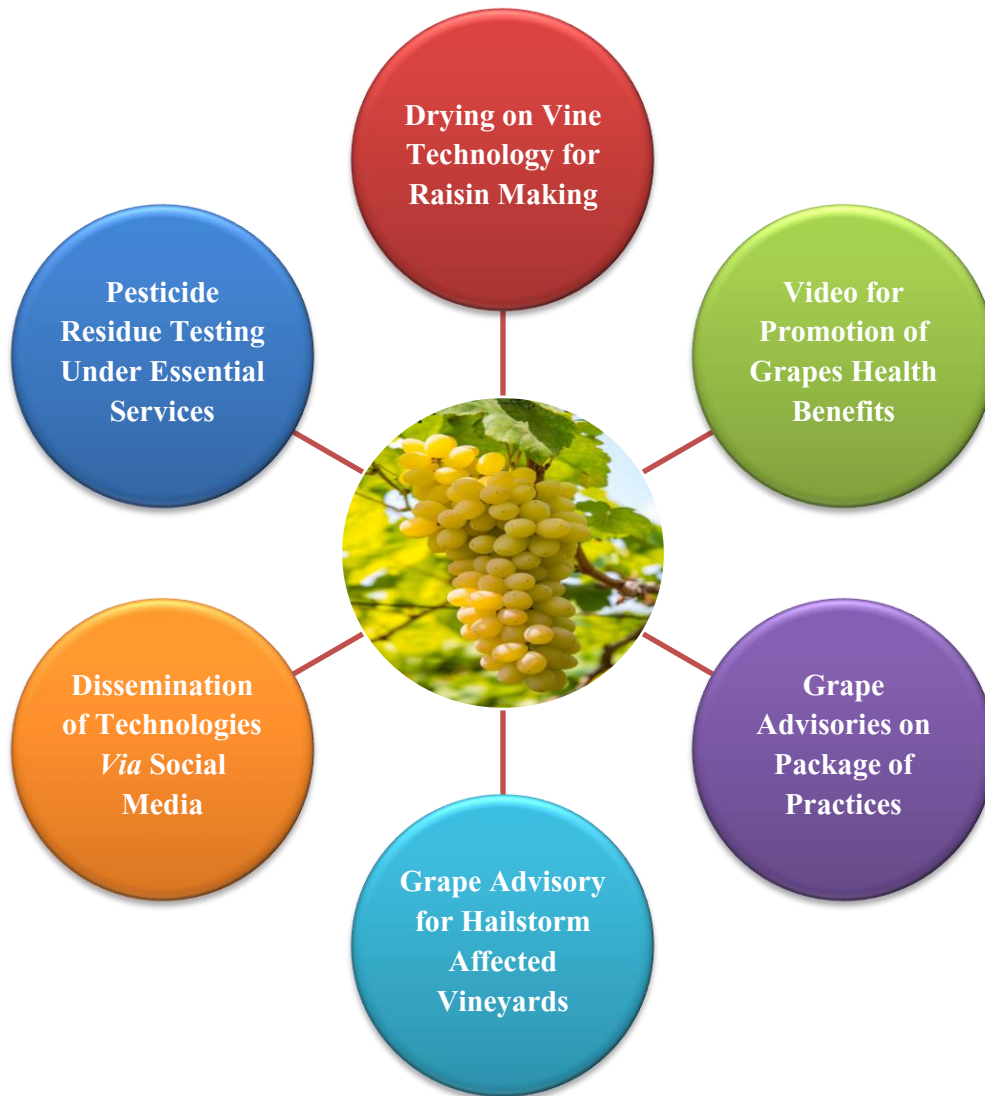 Drying on Vine
Technology for
Raisin Making
Video for
Promotion of
Grapes Health
Benefits
Grape
Advisories on
Package of
Practices
Grape Advisory
for Hailstorm
Affected
Vineyards
Dissemination
of Technologies
Via Social
Media
Pesticide
Residue Testing
Under Essential
Services